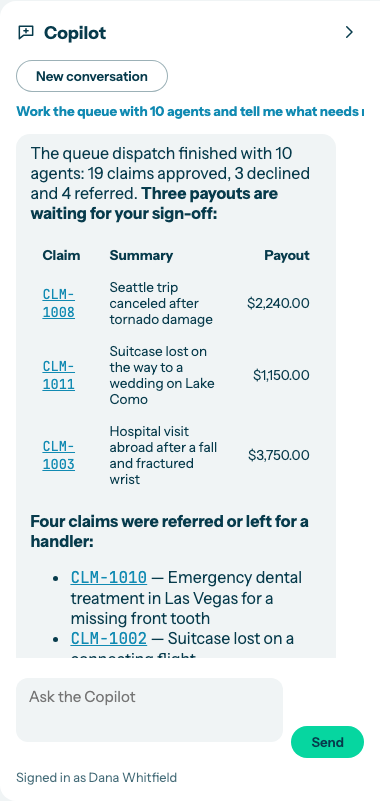 Copilot
New conversation
Work the queue with 10 agents and tell me what needs
The queue dispatch finished with 10
agents: 19 claims approved, 3 declined
and 4 referred. Three payouts are
waiting for your sign-off:
Claim Summary Payout
CLM-
1008
Seattle trip
canceled after
tornado damage
$2,240.00
CLM-
1011
Suitcase lost on
the way to a
wedding on Lake
Como
$1,150.00
CLM-
1003
Hospital visit
abroad after a fall
and fractured
wrist
$3,750.00
Four claims were referred or left for a
handler:
• CLM-1010 — Emergency dental
treatment in Las Vegas for a
missing front tooth
• CLM-1002 — Suitcase lost on a
connecting flight
Ask the Copilot
Send
Signed in as Dana Whitfield